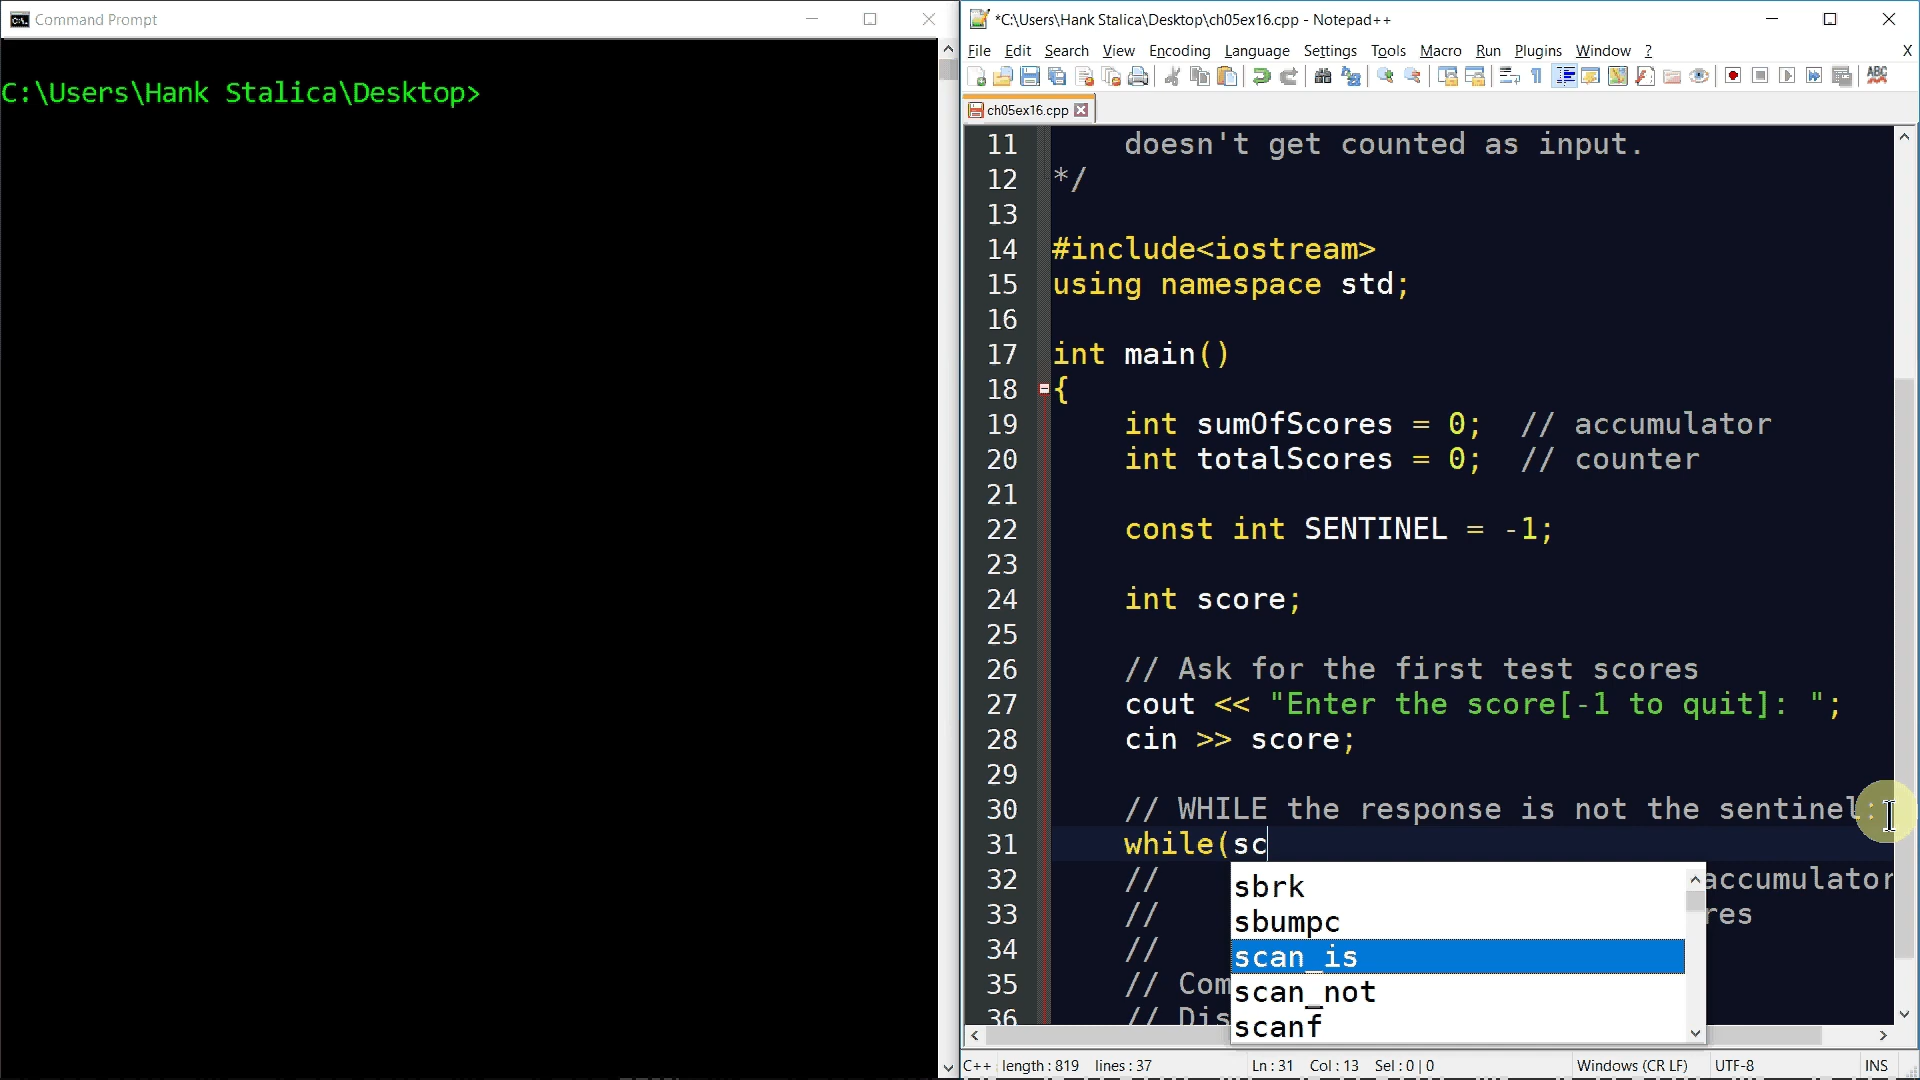 Command Prompt
C:\Users\Hank Stalica\Desktop>
*C:\Users\Hank Stalica\Desktop\ch05ex16.cpp - Notepad++
File Edit Search View Encoding Language Settings Tools Macro Run Plugins Window ? X
ABC
ch05ex16.cpp
11 doesn't get counted as input.
12 */
13
14 #include<iostream>
15 using namespace std;
16
17 int main()
18 {
19 int sumOfScores = 0; // accumulator
20 int totalScores = 0; // counter
21
22 const int SENTINEL = -1;
23
24 int score;
25
26 // Ask for the first test scores
27 cout << "Enter the score[-1 to quit]: ";
28 cin >> score;
29
30 // WHILE the response is not the sentinel:
31 while(sc
32 // accumulator
33 // res
34 //
35 // Com
36 // Dis
sbrk
sbumpc
scan_is
scan_not
scanf
C++ length : 819 lines : 37 Ln : 31 Col : 13 Sel : 0 | 0 Windows (CR LF) UTF-8 INS